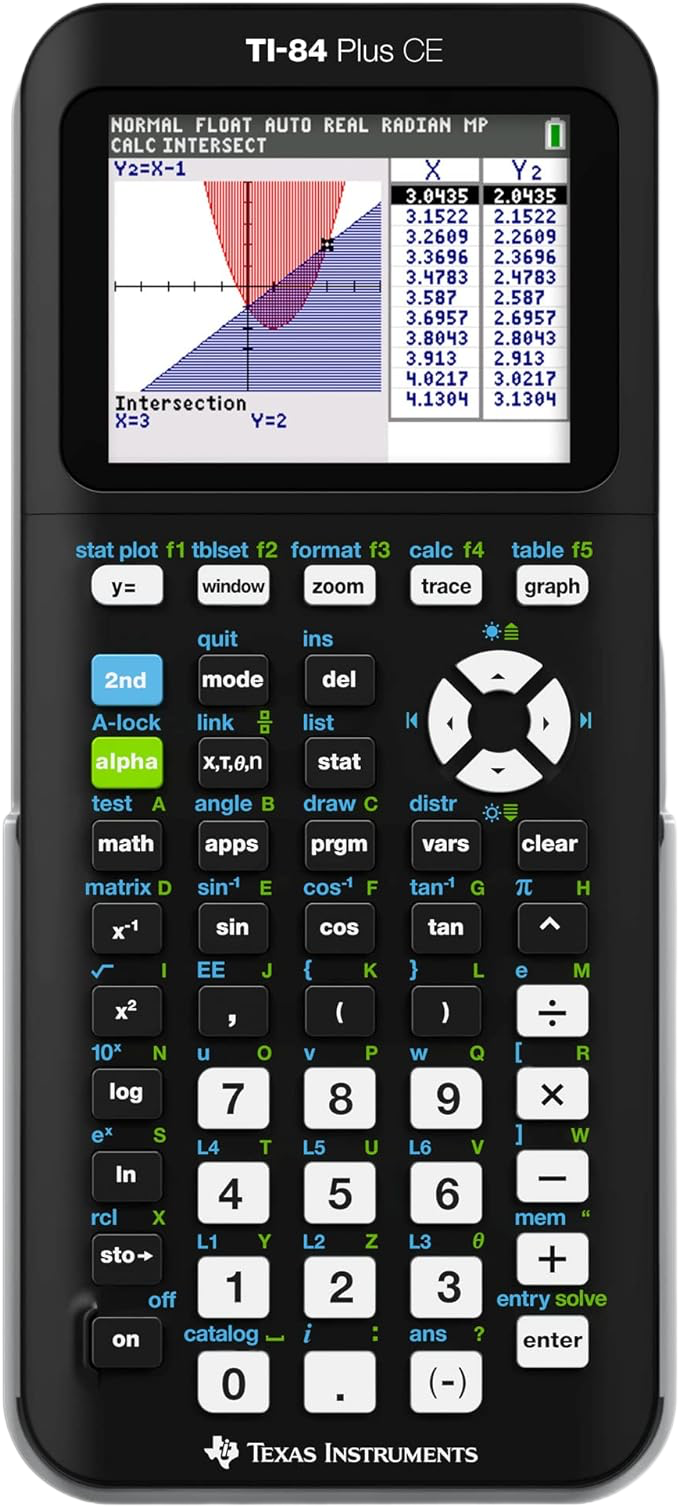 TI-84 Plus CE
NORMAL FLOAT AUTO REAL RADIAN MP
CALC INTERSECT
Y2=X-1
X Y2
3.0435 2.0435
3.1522 2.1522
3.2609 2.2609
3.3696 2.3696
3.4783 2.4783
3.587 2.587
3.6957 2.6957
3.8043 2.8043
3.913 2.913
4.0217 3.0217
4.1304 3.1304
Intersection
X=3 Y=2
stat plot f1 tblset f2 format f3 calc f4 table f5
y= window zoom trace graph
quit ins
2nd mode del
A-lock link list
alpha X,T,θ,n stat
test A angle B draw C distr
math apps prgm vars clear
matrix D sin⁻¹ E cos⁻¹ F tan⁻¹ G π H
x⁻¹ sin cos tan ^
√ I EE J { K } L e M
x² , ( ) ÷
10ˣ N u O v P w Q [ R
log 7 8 9 ×
eˣ S L4 T L5 U L6 V ] W
ln 4 5 6 −
rcl X L1 Y L2 Z L3 θ mem “
sto→ 1 2 3 +
off catalog ⎵ i : ans ? entry solve
on 0 . (-) enter
TEXAS INSTRUMENTS